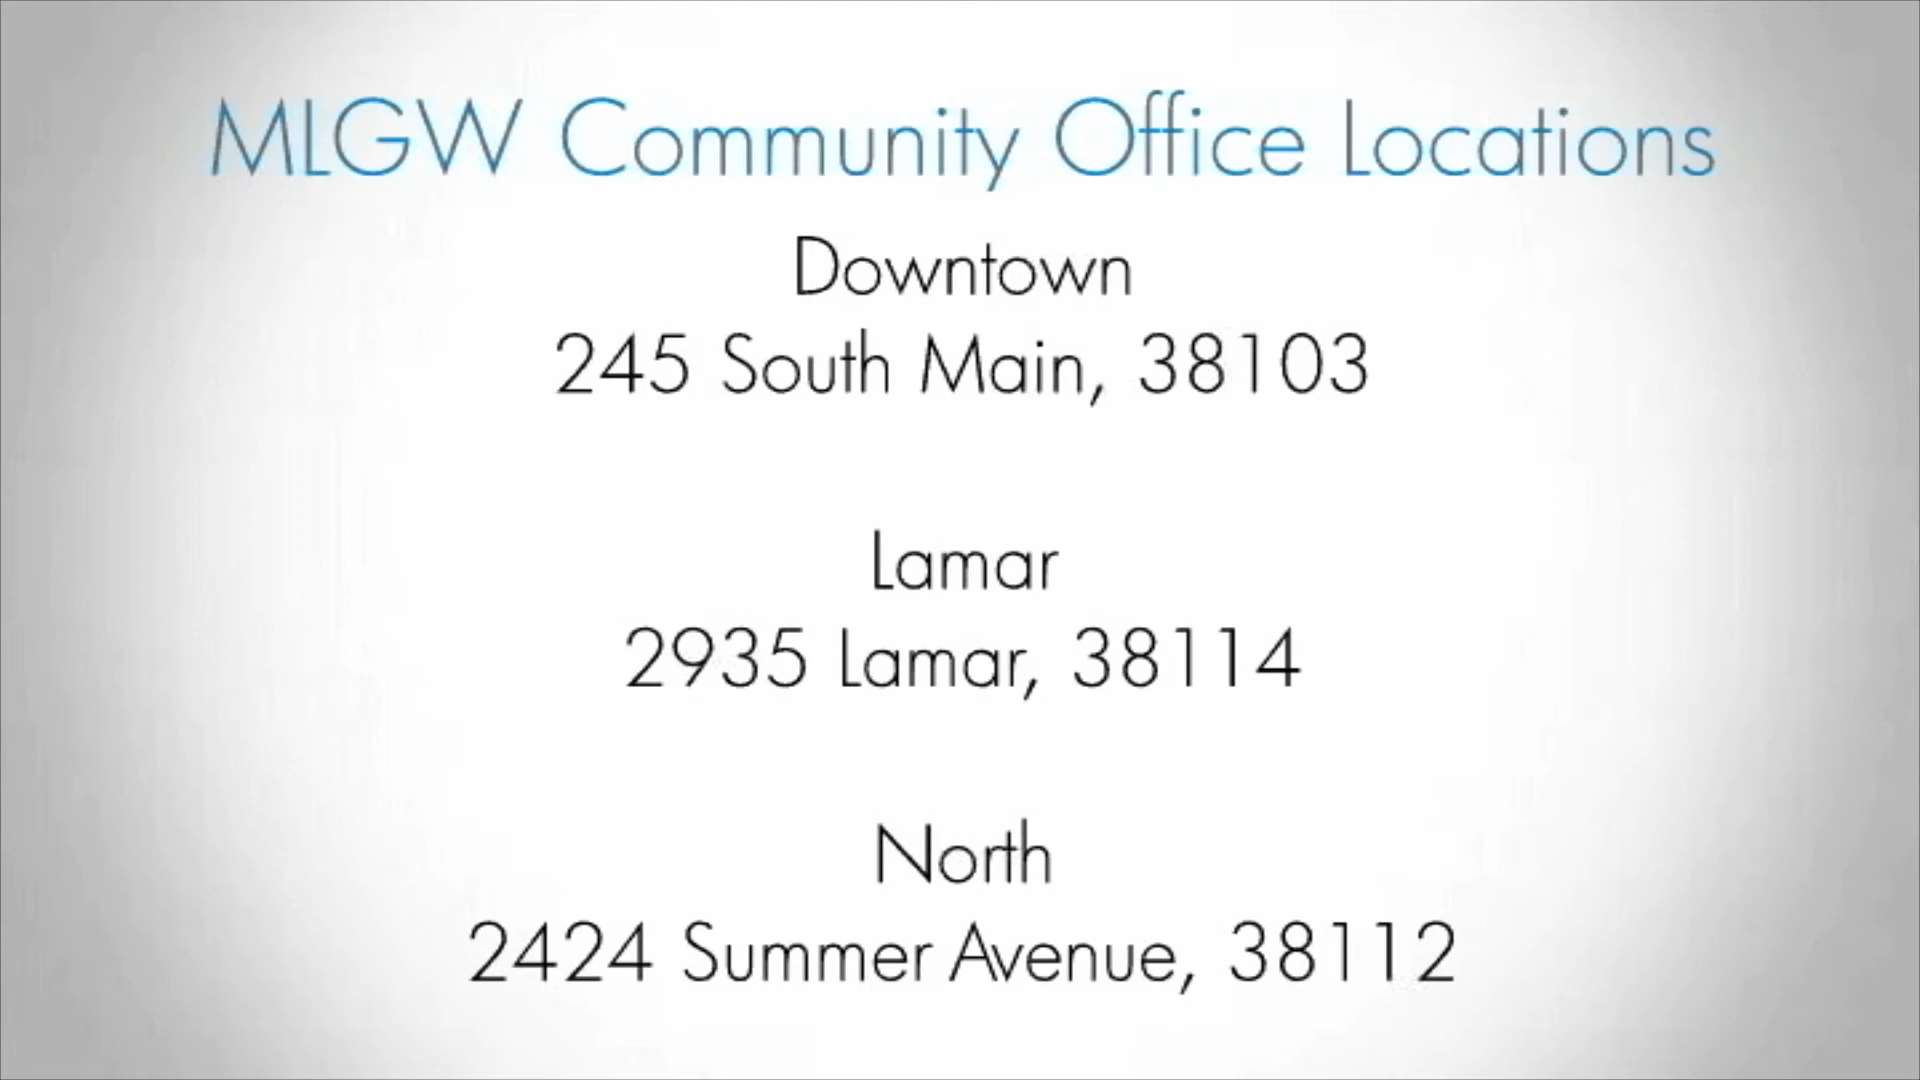 MLGW Community Office Locations
Downtown
245 South Main, 38103
Lamar
2935 Lamar, 38114
North
2424 Summer Avenue, 38112